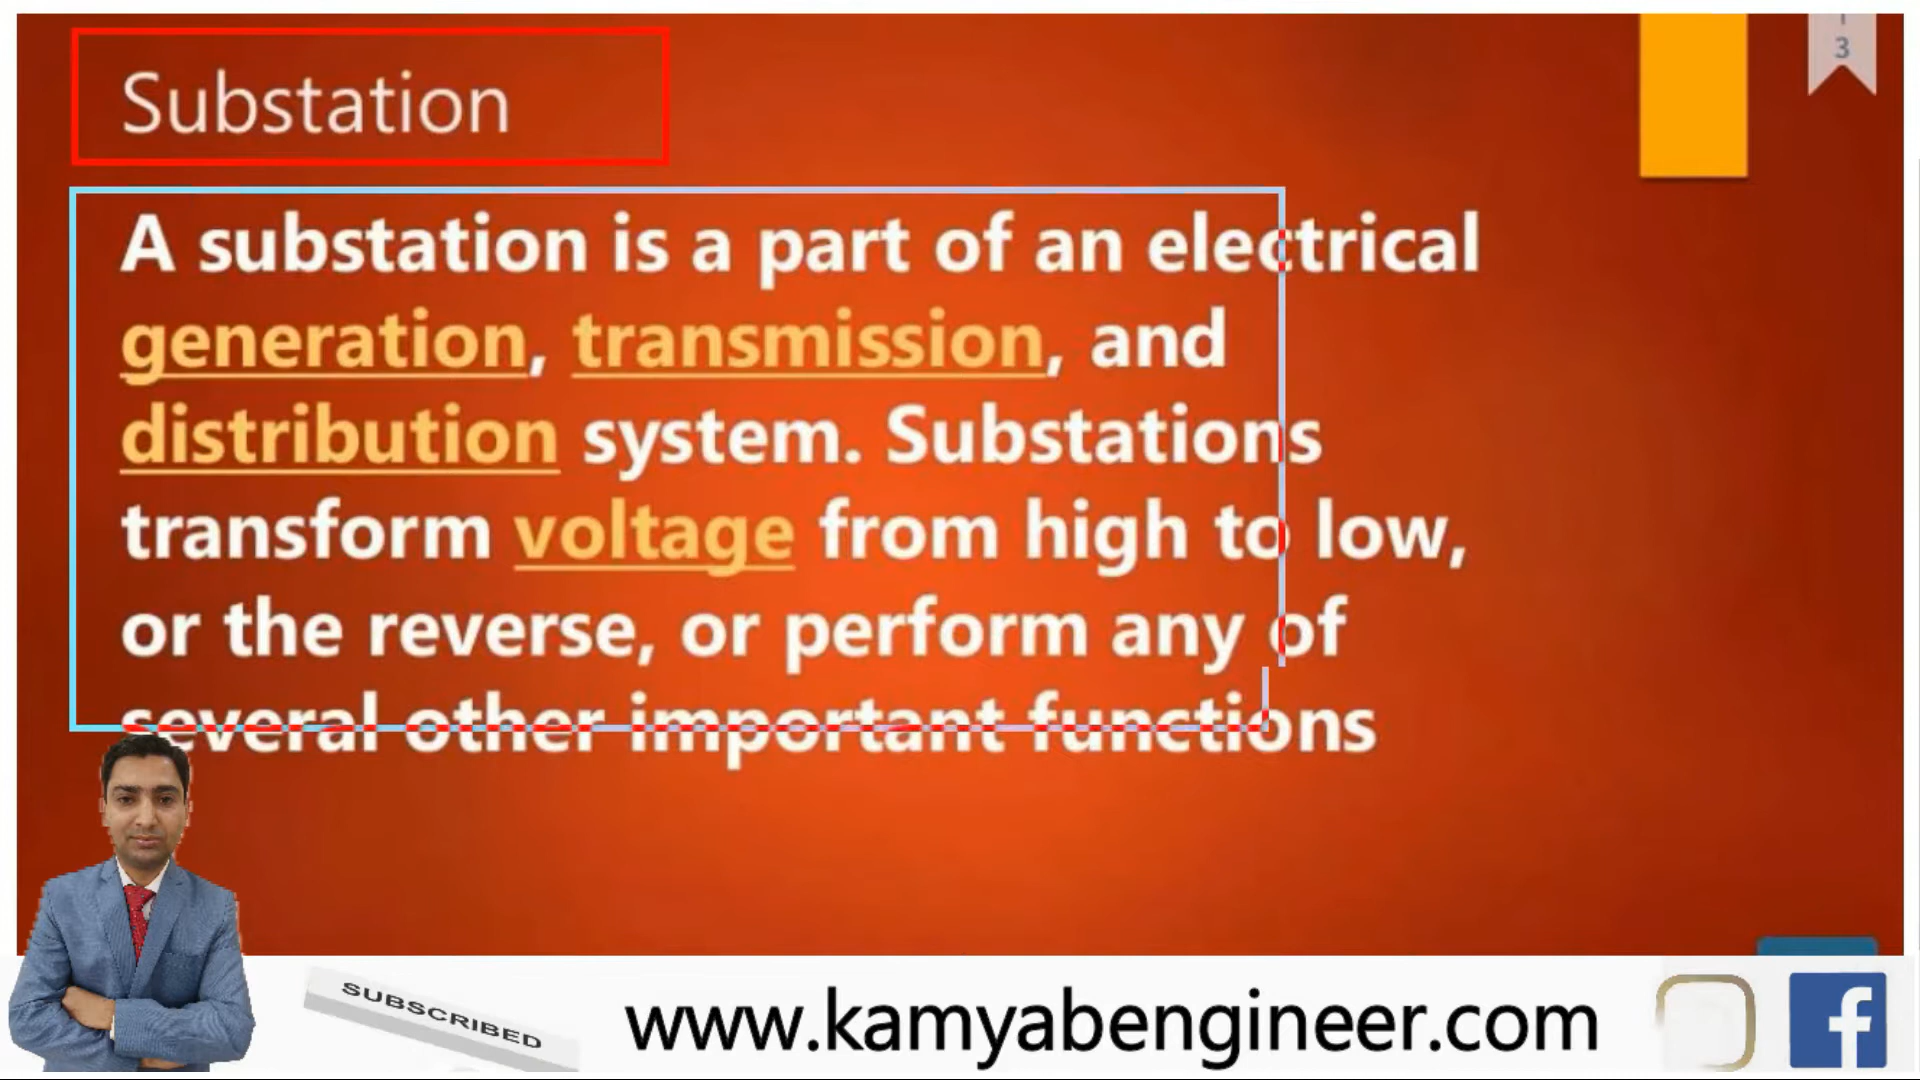 3
Substation
A substation is a part of an electrical
generation, transmission, and
distribution system. Substations
transform voltage from high to low,
or the reverse, or perform any of
several other important functions
SUBSCRIBED
www.kamyabengineer.com
f